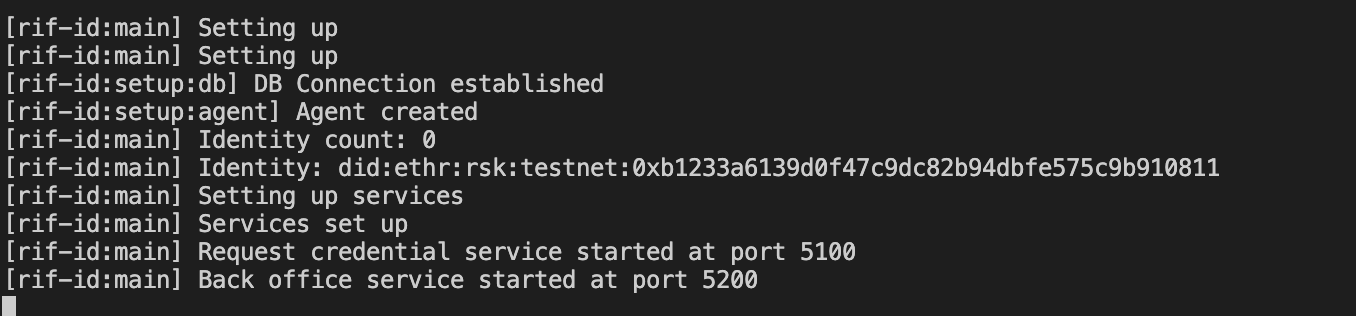 [rif-id:main] Setting up
[rif-id:main] Setting up
[rif-id:setup:db] DB Connection established
[rif-id:setup:agent] Agent created
[rif-id:main] Identity count: 0
[rif-id:main] Identity: did:ethr:rsk:testnet:0xb1233a6139d0f47c9dc82b94dbfe575c9b910811
[rif-id:main] Setting up services
[rif-id:main] Services set up
[rif-id:main] Request credential service started at port 5100
[rif-id:main] Back office service started at port 5200